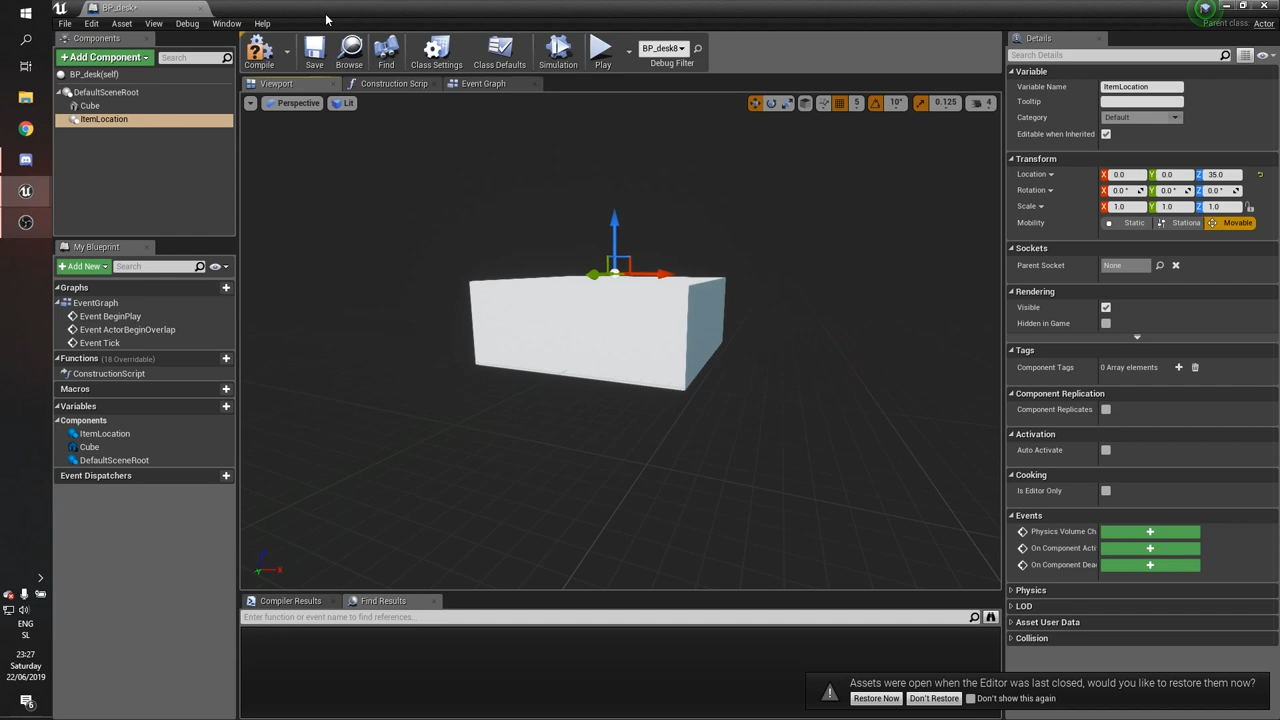 BP_desk*
Parent class: Actor
File Edit Asset View Debug Window Help
Components
Details
+Add Component
Search
Compile
Save
Browse
Find
Class Settings
Class Defaults
Simulation
Play
BP_desk8
Debug Filter
Search Details
BP_desk(self)
DefaultSceneRoot
Cube
ItemLocation
Viewport
Construction Scrip
Event Graph
Perspective
Lit
5
10°
0.125
4
Variable
Variable Name ItemLocation
Tooltip
Category Default
Editable when Inherited
Transform
Location X 0.0 Y 0.0 Z 35.0
Rotation X 0.0 ° Y 0.0 ° Z 0.0 °
Scale X 1.0 Y 1.0 Z 1.0
Mobility Static Stationa Movable
Sockets
Parent Socket None
Rendering
Visible
Hidden in Game
Tags
Component Tags 0 Array elements
Component Replication
Component Replicates
Activation
Auto Activate
Cooking
Is Editor Only
Events
Physics Volume Ch
On Component Acti
On Component Deac
Physics
LOD
Asset User Data
Collision
My Blueprint
+Add New
Search
Graphs
EventGraph
Event BeginPlay
Event ActorBeginOverlap
Event Tick
Functions (18 Overridable)
ConstructionScript
Macros
Variables
Components
ItemLocation
Cube
DefaultSceneRoot
Event Dispatchers
Z
X
Y
Compiler Results
Find Results
Enter function or event name to find references...
Assets were open when the Editor was last closed, would you like to restore them now?
Restore Now
Don't Restore
Don't show this again
ENG
SL
23:27
Saturday
22/06/2019
6